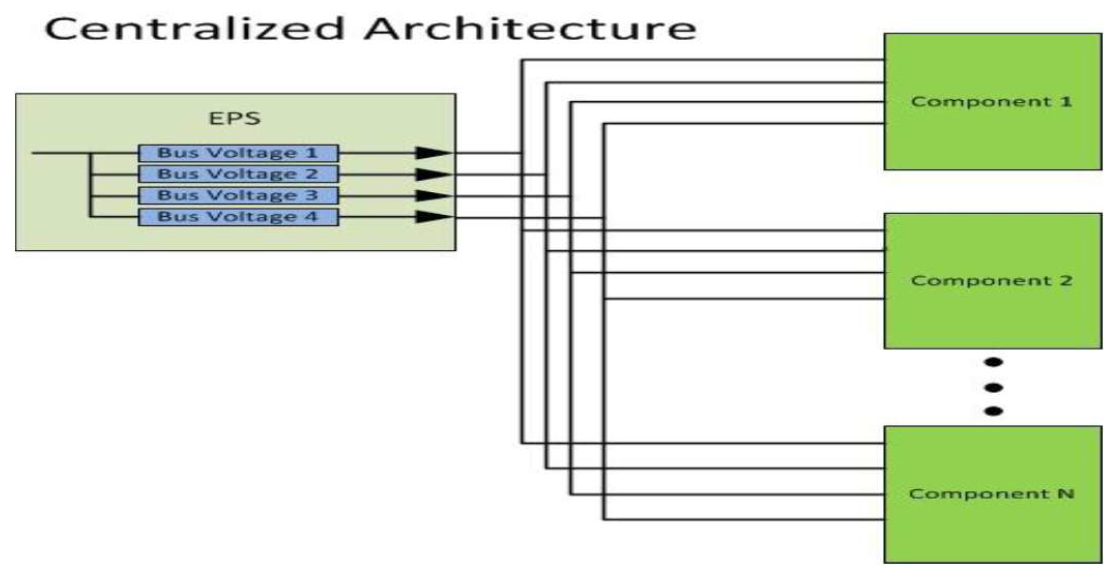 Centralized Architecture
EPS
Bus Voltage 1
Bus Voltage 2
Bus Voltage 3
Bus Voltage 4
Component 1
Component 2
Component N